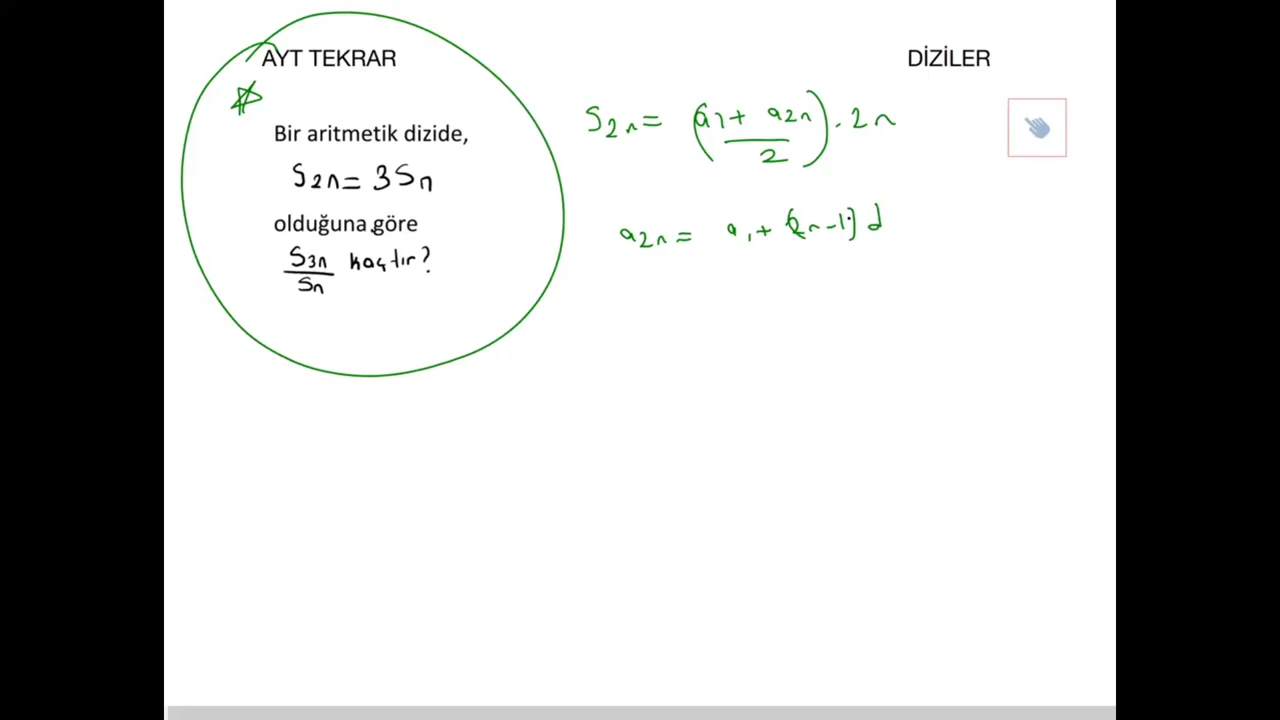 AYT TEKRAR
DİZİLER
Bir aritmetik dizide,
S2n = 3Sn
olduğuna göre
S3n
Sn
kaçtır?
S2n = (a1 + a2n / 2) . 2n
a2n = a1 + (2n-1) d